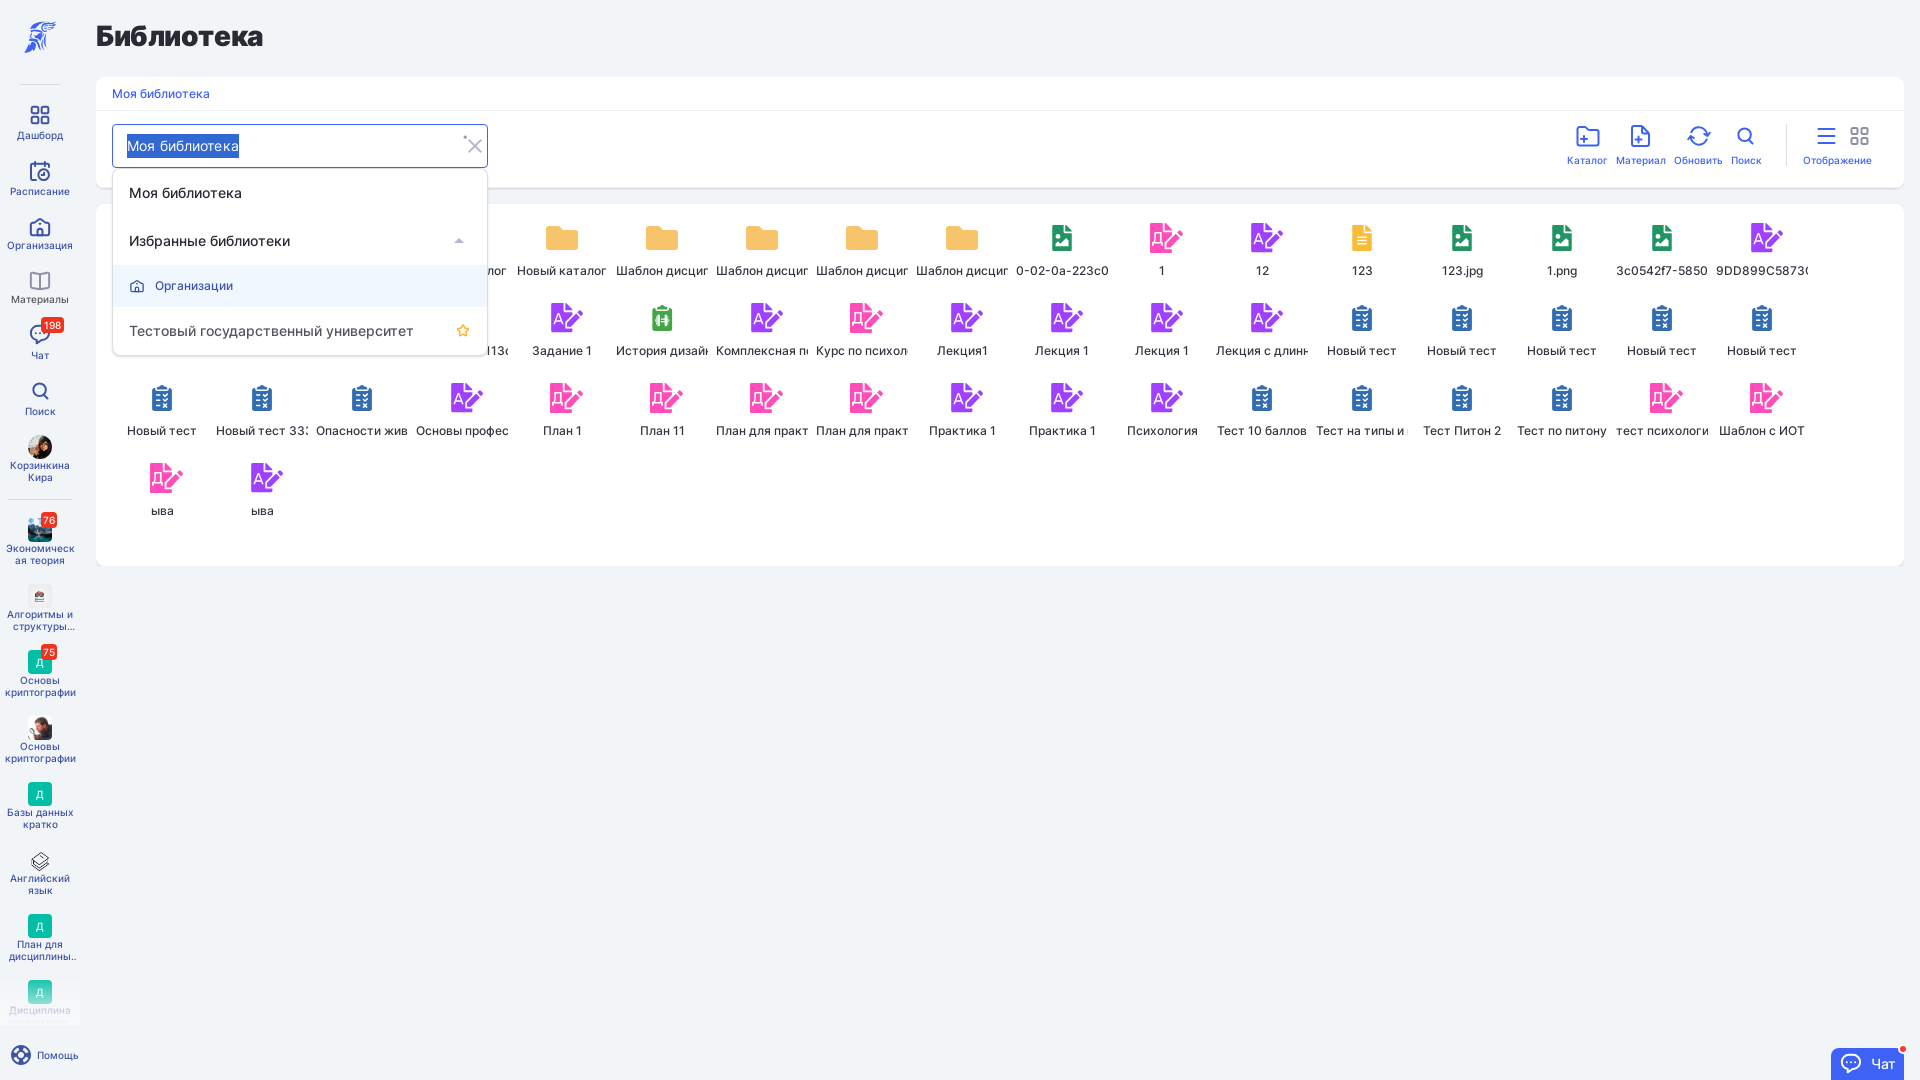 Библиотека
Моя библиотека
Моя библиотека
Каталог
Материал
Обновить
Поиск
Отображение
Моя библиотека
Избранные библиотеки
Организации
Тестовый государственный университет
Дашборд
Расписание
Организация
Материалы
198
Чат
Поиск
Корзинкина
Кира
76
Экономическ
ая теория
Алгоритмы и
структуры...
Д
75
Основы
криптографии
Основы
криптографии
Д
Базы данных
кратко
Английский
язык
Д
План для
дисциплины..
Д
Дисциплина
Помощь
лог
Новый каталог
Шаблон дисцип
Шаблон дисцип
Шаблон дисцип
Шаблон дисцип
0-02-0a-223c0
1
12
123
123.jpg
1.png
3c0542f7-5850
9DD899C5873
Задание 1
История дизайн
Комплексная по
Курс по психоло
Лекция1
Лекция 1
Лекция 1
Лекция с длинн
Новый тест
Новый тест
Новый тест
Новый тест
Новый тест
Новый тест
Новый тест 333
Опасности жив
Основы профес
План 1
План 11
План для практ
План для практ
Практика 1
Практика 1
Психология
Тест 10 баллов
Тест на типы и
Тест Питон 2
Тест по питону
тест психологи
Шаблон с ИОТ
ыва
ыва
Чат